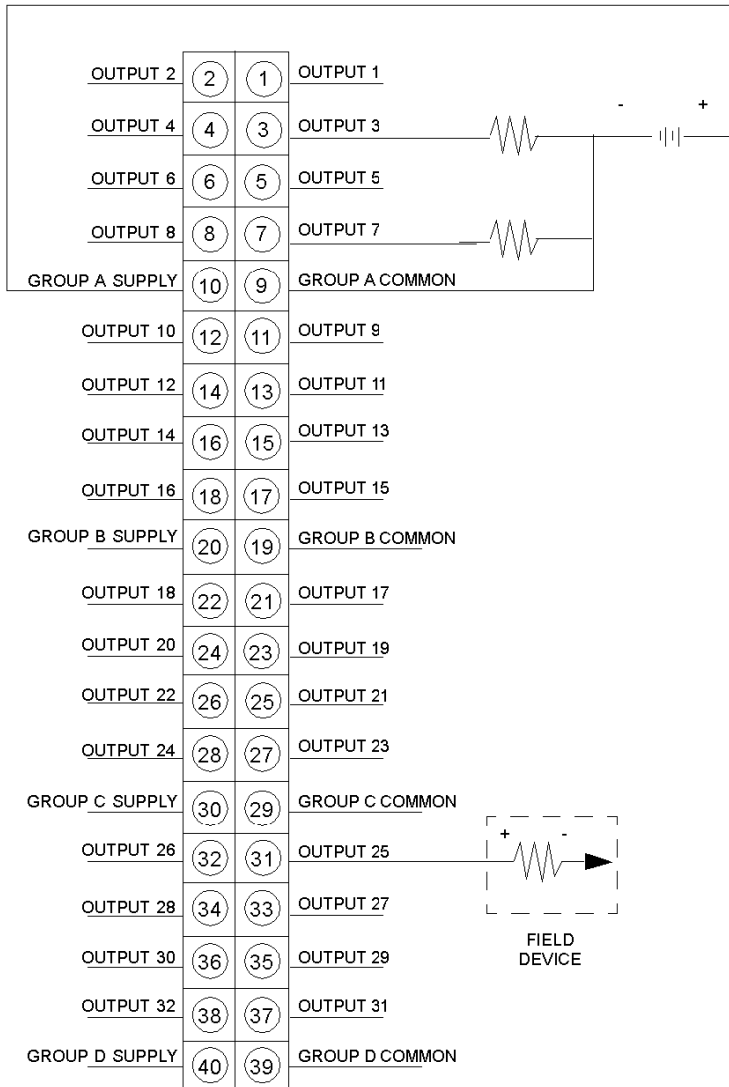 OUTPUT 2 2 1 OUTPUT 1
- +
OUTPUT 4 4 3 OUTPUT 3
OUTPUT 6 6 5 OUTPUT 5
OUTPUT 8 8 7 OUTPUT 7
GROUP A SUPPLY 10 9 GROUP A COMMON
OUTPUT 10 12 11 OUTPUT 9
OUTPUT 12 14 13 OUTPUT 11
OUTPUT 14 16 15 OUTPUT 13
OUTPUT 16 18 17 OUTPUT 15
GROUP B SUPPLY 20 19 GROUP B COMMON
OUTPUT 18 22 21 OUTPUT 17
OUTPUT 20 24 23 OUTPUT 19
OUTPUT 22 26 25 OUTPUT 21
OUTPUT 24 28 27 OUTPUT 23
GROUP C SUPPLY 30 29 GROUP C COMMON
+ -
OUTPUT 26 32 31 OUTPUT 25
OUTPUT 28 34 33 OUTPUT 27
OUTPUT 30 36 35 OUTPUT 29
FIELD
DEVICE
OUTPUT 32 38 37 OUTPUT 31
GROUP D SUPPLY 40 39 GROUP D COMMON